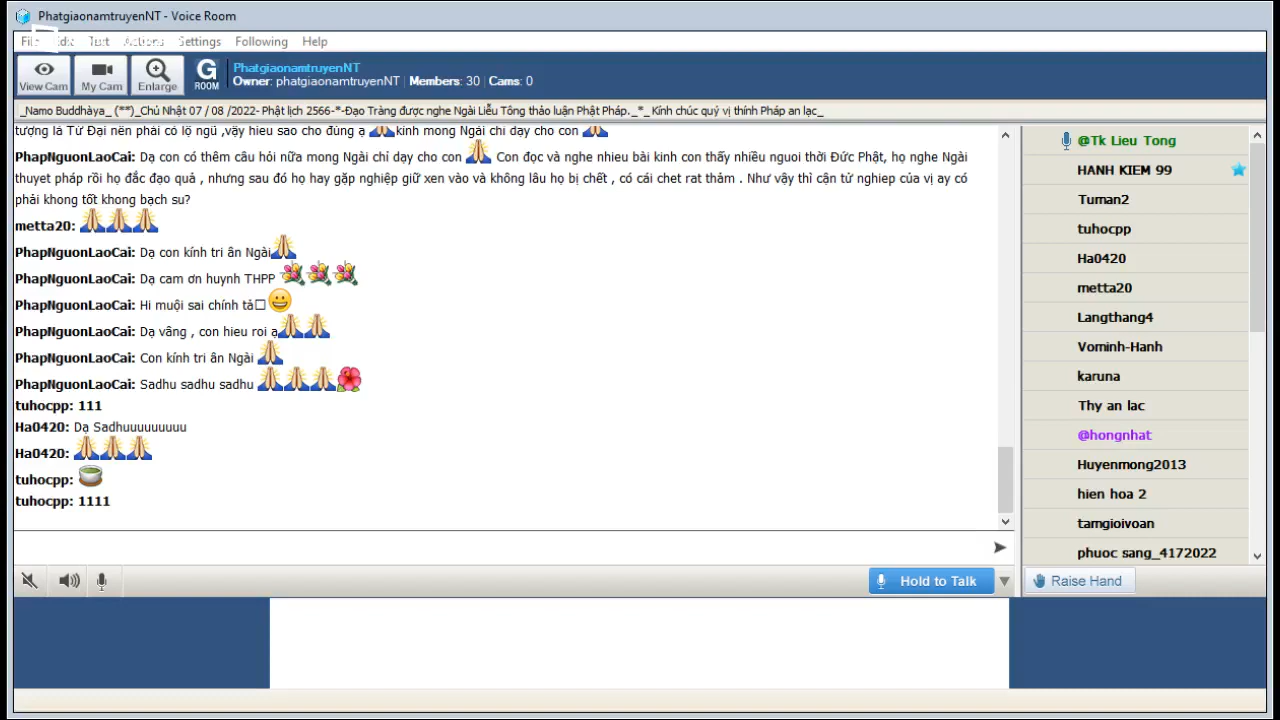 PhatgiaonamtruyenNT - Voice Room
Settings Following Help
View Cam My Cam Enlarge G ROOM
PhatgiaonamtruyenNT
Owner: phatgiaonamtruyenNT | Members: 30 | Cams: 0
_Namo Buddhàya_ (**)_Chủ Nhật 07 / 08 /2022- Phật lịch 2566-*-Đạo Tràng được nghe Ngài Liễu Tông thảo luận Phật Pháp._*_ Kính chúc quý vị thính Pháp an lạc_
tượng là Tứ Đại nên phải có lộ ngũ ,vậy hieu sao cho đúng ạ kính mong Ngài chỉ dạy cho con
PhapNguonLaoCai: Dạ con có thêm câu hỏi nữa mong Ngài chỉ dạy cho con Con đọc và nghe nhieu bài kinh con thấy nhiều nguoi thời Đức Phật, họ nghe Ngài
thuyet pháp rồi họ đắc đạo quả , nhưng sau đó họ hay gặp nghiệp giữ xen vào và không lâu họ bị chết , có cái chet rat thảm . Như vậy thì cận tử nghiep của vị ay có
phải khong tốt khong bạch su?
metta20:
PhapNguonLaoCai: Dạ con kính tri ân Ngài
PhapNguonLaoCai: Dạ cam ơn huynh THPP
PhapNguonLaoCai: Hi muội sai chính tả
PhapNguonLaoCai: Dạ vâng , con hieu roi ạ
PhapNguonLaoCai: Con kính tri ân Ngài
PhapNguonLaoCai: Sadhu sadhu sadhu
tuhocpp: 111
Ha0420: Dạ Sadhuuuuuuuuu
Ha0420:
tuhocpp:
tuhocpp: 1111
Hold to Talk
@Tk Lieu Tong
HANH KIEM 99
Tuman2
tuhocpp
Ha0420
metta20
Langthang4
Vominh-Hanh
karuna
Thy an lac
@hongnhat
Huyenmong2013
hien hoa 2
tamgioivoan
phuoc sang_4172022
Raise Hand